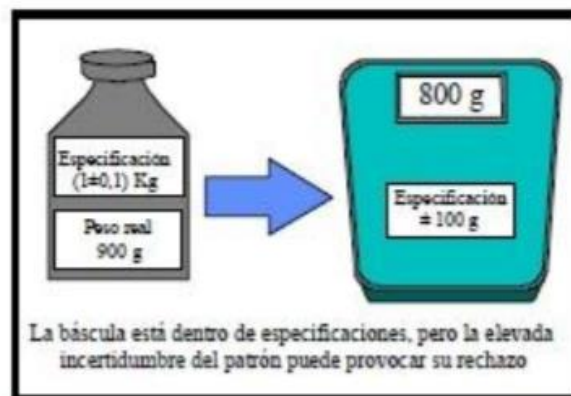 Especificación
(1±0,1) Kg
Peso real
900 g
800 g
Especificación
± 100 g
La báscula está dentro de especificaciones, pero la elevada
incertidumbre del patrón puede provocar su rechazo